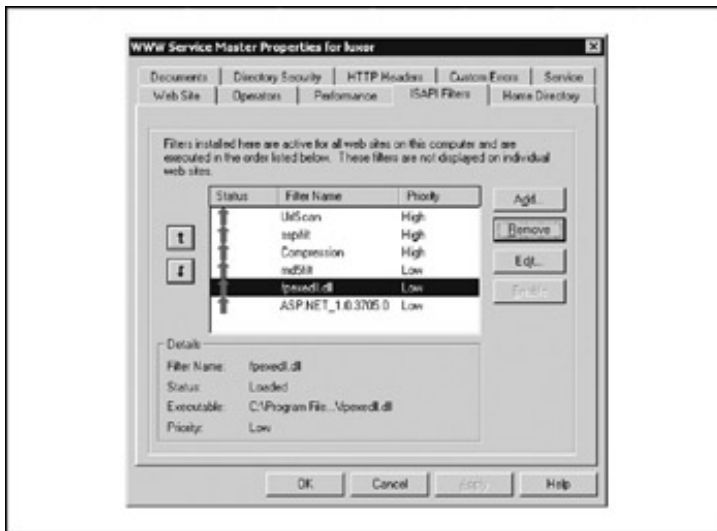 WWW Service Master Properties for luxor
Documents Directory Security HTTP Headers Custom Errors Service
Web Site Operators Performance ISAPI Filters Home Directory
Filters installed here are active for all web sites on this computer and are
executed in the order listed below. These filters are not displayed on individual
web sites.
Status Filter Name Priority
UrlScan High
sspifilt High
Compression High
md5filt Low
fpexedll.dll Low
ASP.NET_1.0.3705.0 Low
Add...
Remove
Edit...
Enable
Details
Filter Name: fpexedll.dll
Status: Loaded
Executable: C:\Program File...\fpexedll.dll
Priority: Low
OK Cancel Apply Help